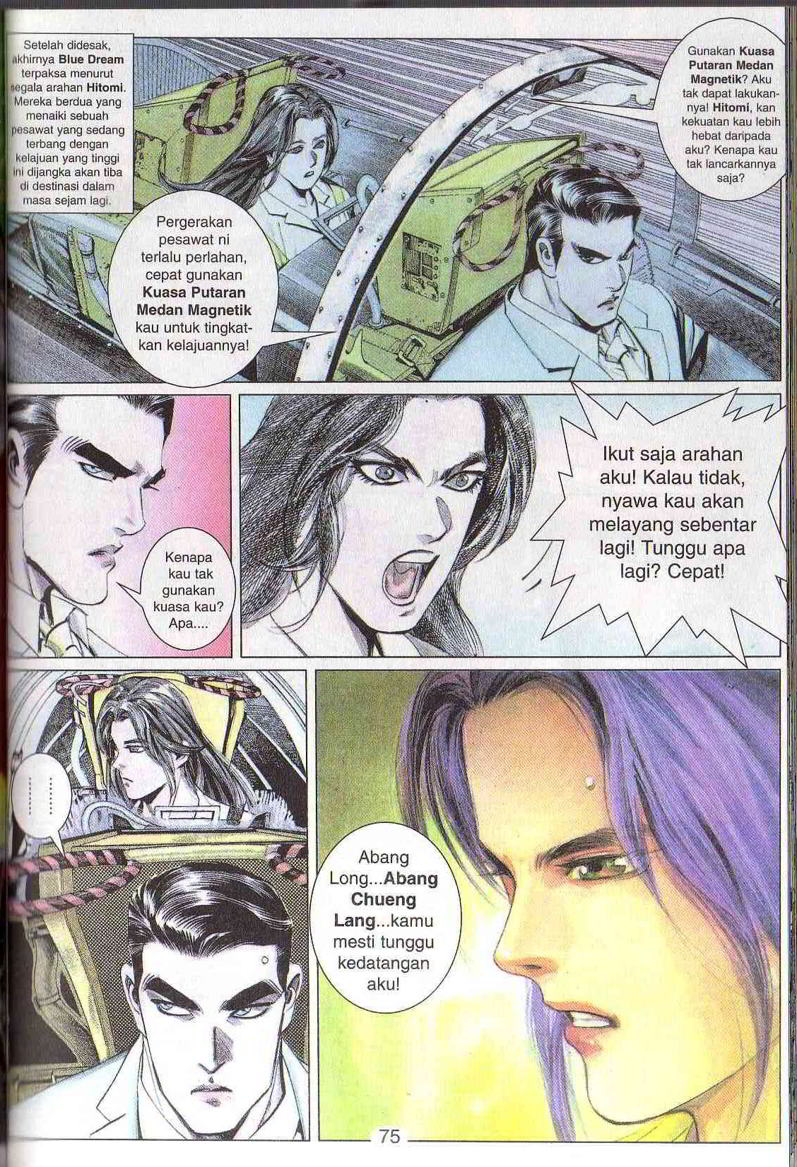 Setelah didesak,
akhirnya Blue Dream
terpaksa menurut
segala arahan Hitomi.
Mereka berdua yang
menaiki sebuah
pesawat yang sedang
terbang dengan
kelajuan yang tinggi
ini dijangka akan tiba
di destinasi dalam
masa sejam lagi.
Pergerakan
pesawat ni
terlalu perlahan,
cepat gunakan
Kuasa Putaran
Medan Magnetik
kau untuk tingkat-
kan kelajuannya!
Gunakan Kuasa
Putaran Medan
Magnetik? Aku
tak dapat lakukan-
nya! Hitomi, kan
kekuatan kau lebih
hebat daripada
aku? Kenapa kau
tak lancarkannya
saja?
Kenapa
kau tak
gunakan
kuasa kau?
Apa....
Ikut saja arahan
aku! Kalau tidak,
nyawa kau akan
melayang sebentar
lagi! Tunggu apa
lagi? Cepat!
Abang
Long...Abang
Chueng
Lang...kamu
mesti tunggu
kedatangan
aku!
75